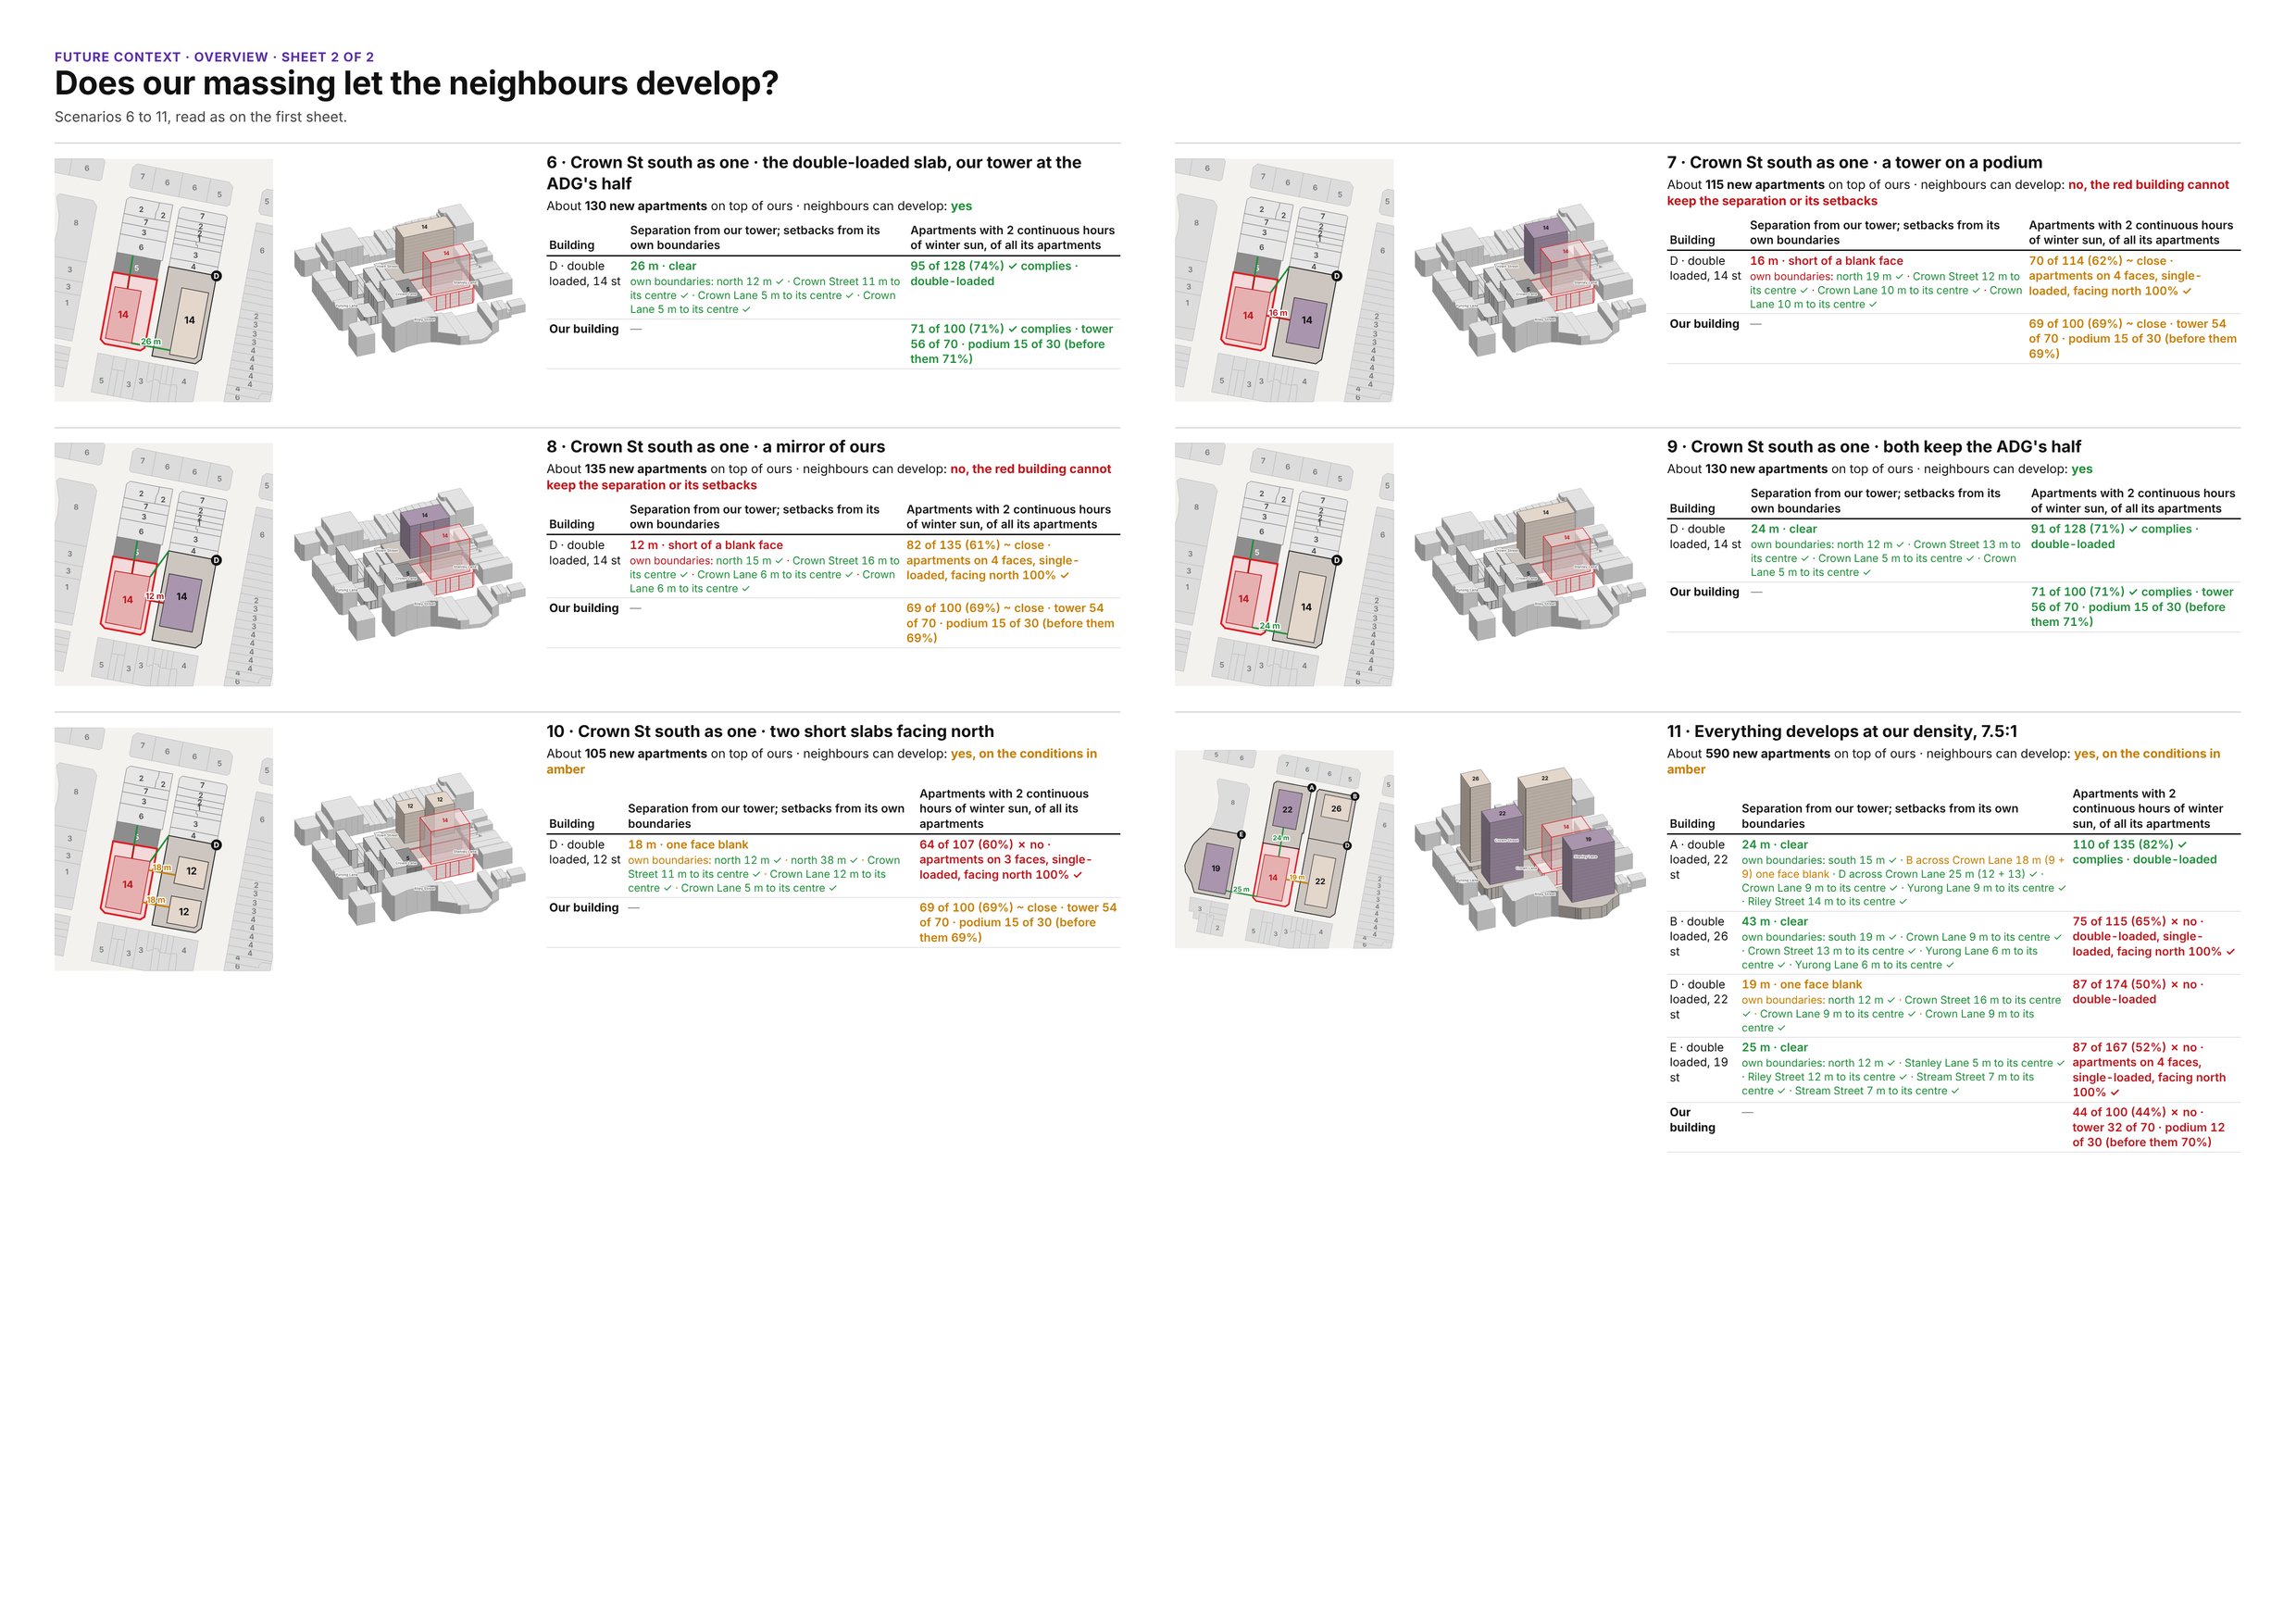 FUTURE CONTEXT · OVERVIEW · SHEET 2 OF 2
Does our massing let the neighbours develop?
Scenarios 6 to 11, read as on the first sheet.
6 · Crown St south as one · the double-loaded slab, our tower at the
ADG's half
About 130 new apartments on top of ours · neighbours can develop: yes
Building
Separation from our tower; setbacks from its
own boundaries
Apartments with 2 continuous hours
of winter sun, of all its apartments
D · double
loaded, 14 st
26 m · clear
own boundaries: north 12 m ✓ · Crown Street 11 m to
its centre ✓ · Crown Lane 5 m to its centre ✓ · Crown
Lane 5 m to its centre ✓
95 of 128 (74%) ✓ complies ·
double-loaded
Our building
—
71 of 100 (71%) ✓ complies · tower
56 of 70 · podium 15 of 30 (before
them 71%)
14
14
26 m
D
7 · Crown St south as one · a tower on a podium
About 115 new apartments on top of ours · neighbours can develop: no, the red building cannot
keep the separation or its setbacks
Building
Separation from our tower; setbacks from its
own boundaries
Apartments with 2 continuous hours
of winter sun, of all its apartments
D · double
loaded, 14 st
16 m · short of a blank face
own boundaries: north 19 m ✓ · Crown Street 12 m to
its centre ✓ · Crown Lane 10 m to its centre ✓ · Crown
Lane 10 m to its centre ✓
70 of 114 (62%) ~ close ·
apartments on 4 faces, single-
loaded, facing north 100% ✓
Our building
—
69 of 100 (69%) ~ close · tower 54
of 70 · podium 15 of 30 (before them
69%)
14
16 m
14
D
8 · Crown St south as one · a mirror of ours
About 135 new apartments on top of ours · neighbours can develop: no, the red building cannot
keep the separation or its setbacks
Building
Separation from our tower; setbacks from its
own boundaries
Apartments with 2 continuous hours
of winter sun, of all its apartments
D · double
loaded, 14 st
12 m · short of a blank face
own boundaries: north 15 m ✓ · Crown Street 16 m to
its centre ✓ · Crown Lane 6 m to its centre ✓ · Crown
Lane 6 m to its centre ✓
82 of 135 (61%) ~ close ·
apartments on 4 faces, single-
loaded, facing north 100% ✓
Our building
—
69 of 100 (69%) ~ close · tower 54
of 70 · podium 15 of 30 (before them
69%)
14
12 m
14
D
9 · Crown St south as one · both keep the ADG's half
About 130 new apartments on top of ours · neighbours can develop: yes
Building
Separation from our tower; setbacks from its
own boundaries
Apartments with 2 continuous hours
of winter sun, of all its apartments
D · double
loaded, 14 st
24 m · clear
own boundaries: north 12 m ✓ · Crown Street 13 m to
its centre ✓ · Crown Lane 5 m to its centre ✓ · Crown
Lane 5 m to its centre ✓
91 of 128 (71%) ✓ complies ·
double-loaded
Our building
—
71 of 100 (71%) ✓ complies · tower
56 of 70 · podium 15 of 30 (before
them 71%)
14
14
24 m
D
10 · Crown St south as one · two short slabs facing north
About 105 new apartments on top of ours · neighbours can develop: yes, on the conditions in
amber
Building
Separation from our tower; setbacks from its own
boundaries
Apartments with 2 continuous
hours of winter sun, of all its
apartments
D · double
loaded, 12 st
18 m · one face blank
own boundaries: north 12 m ✓ · north 38 m ✓ · Crown
Street 11 m to its centre ✓ · Crown Lane 12 m to its
centre ✓ · Crown Lane 5 m to its centre ✓
64 of 107 (60%) × no ·
apartments on 3 faces, single-
loaded, facing north 100% ✓
Our building
—
69 of 100 (69%) ~ close · tower 54
of 70 · podium 15 of 30 (before
them 69%)
14
18 m
12
18 m
12
D
11 · Everything develops at our density, 7.5:1
About 590 new apartments on top of ours · neighbours can develop: yes, on the conditions in
amber
Building
Separation from our tower; setbacks from its own
boundaries
Apartments with 2
continuous hours of winter
sun, of all its apartments
A · double
loaded, 22
st
24 m · clear
own boundaries: south 15 m ✓ · B across Crown Lane 18 m (9 +
9) one face blank · D across Crown Lane 25 m (12 + 13) ✓ ·
Crown Lane 9 m to its centre ✓ · Yurong Lane 9 m to its centre ✓
· Riley Street 14 m to its centre ✓
110 of 135 (82%) ✓
complies · double-loaded
B · double
loaded, 26
st
43 m · clear
own boundaries: south 19 m ✓ · Crown Lane 9 m to its centre ✓
· Crown Street 13 m to its centre ✓ · Yurong Lane 6 m to its
centre ✓ · Yurong Lane 6 m to its centre ✓
75 of 115 (65%) × no ·
double-loaded, single-
loaded, facing north 100% ✓
D · double
loaded, 22
st
19 m · one face blank
own boundaries: north 12 m ✓ · Crown Street 16 m to its centre
✓ · Crown Lane 9 m to its centre ✓ · Crown Lane 9 m to its
centre ✓
87 of 174 (50%) × no ·
double-loaded
E · double
loaded, 19
st
25 m · clear
own boundaries: north 12 m ✓ · Stanley Lane 5 m to its centre ✓
· Riley Street 12 m to its centre ✓ · Stream Street 7 m to its
centre ✓ · Stream Street 7 m to its centre ✓
87 of 167 (52%) × no ·
apartments on 4 faces,
single-loaded, facing north
100% ✓
Our
building
—
44 of 100 (44%) × no ·
tower 32 of 70 · podium 12
of 30 (before them 70%)
A
B
22
26
24 m
E
D
19
14
19 m
22
25 m